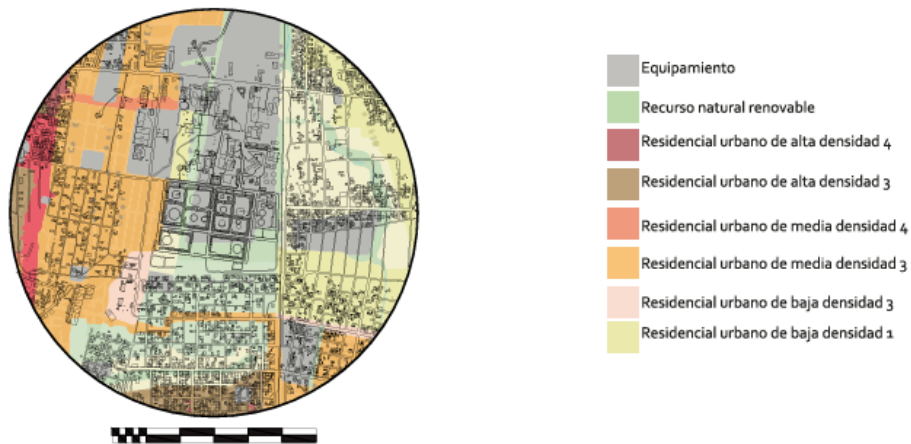 Equipamiento
Recurso natural renovable
Residencial urbano de alta densidad 4
Residencial urbano de alta densidad 3
Residencial urbano de media densidad 4
Residencial urbano de media densidad 3
Residencial urbano de baja densidad 3
Residencial urbano de baja densidad 1